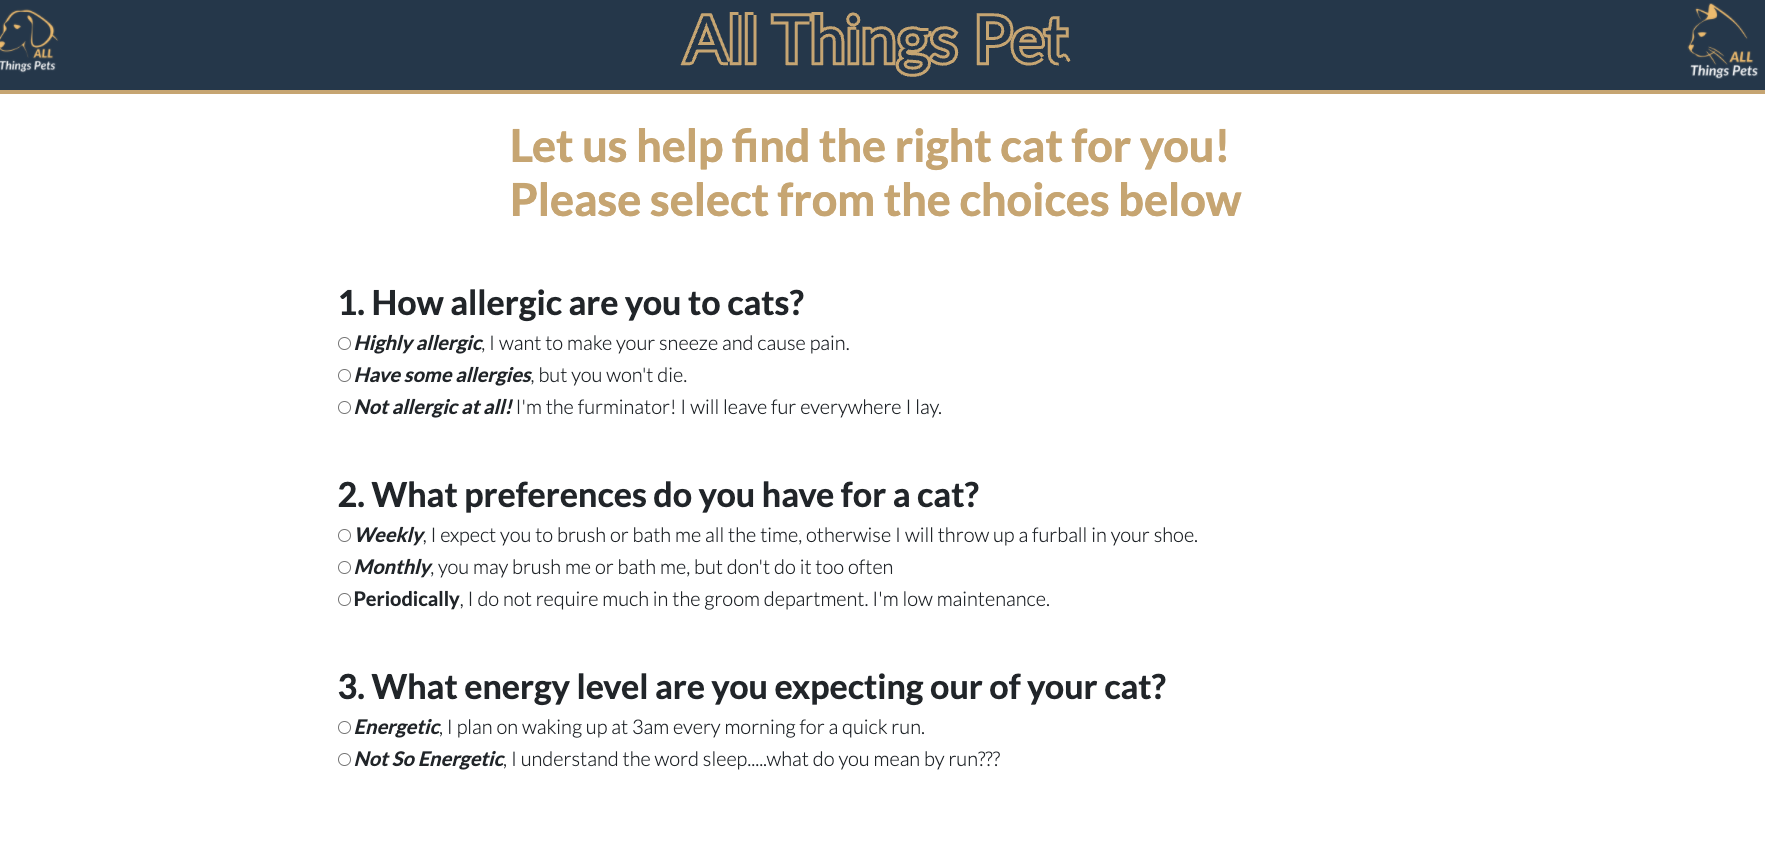 ALL
Things Pets
All Things Pet
ALL
Things Pets
Let us help find the right cat for you!
Please select from the choices below
1. How allergic are you to cats?
Highly allergic, I want to make your sneeze and cause pain.
Have some allergies, but you won't die.
Not allergic at all! I'm the furminator! I will leave fur everywhere I lay.
2. What preferences do you have for a cat?
Weekly, I expect you to brush or bath me all the time, otherwise I will throw up a furball in your shoe.
Monthly, you may brush me or bath me, but don't do it too often
Periodically, I do not require much in the groom department. I'm low maintenance.
3. What energy level are you expecting our of your cat?
Energetic, I plan on waking up at 3am every morning for a quick run.
Not So Energetic, I understand the word sleep.....what do you mean by run???